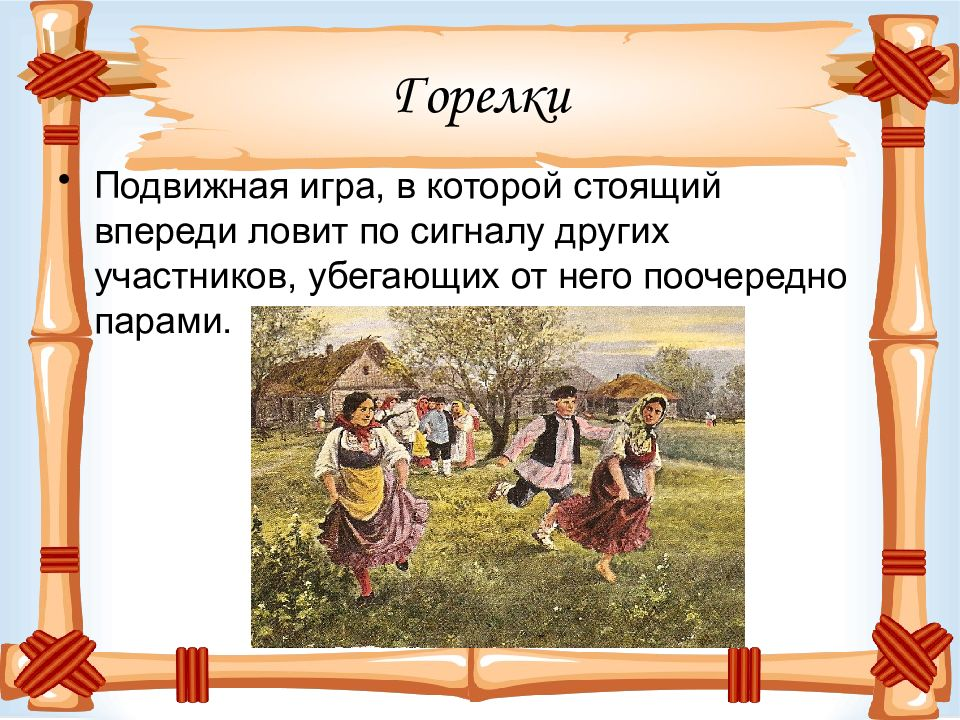 Горелки
• Подвижная игра, в которой стоящий
впереди ловит по сигналу других
участников, убегающих от него поочередно
парами.